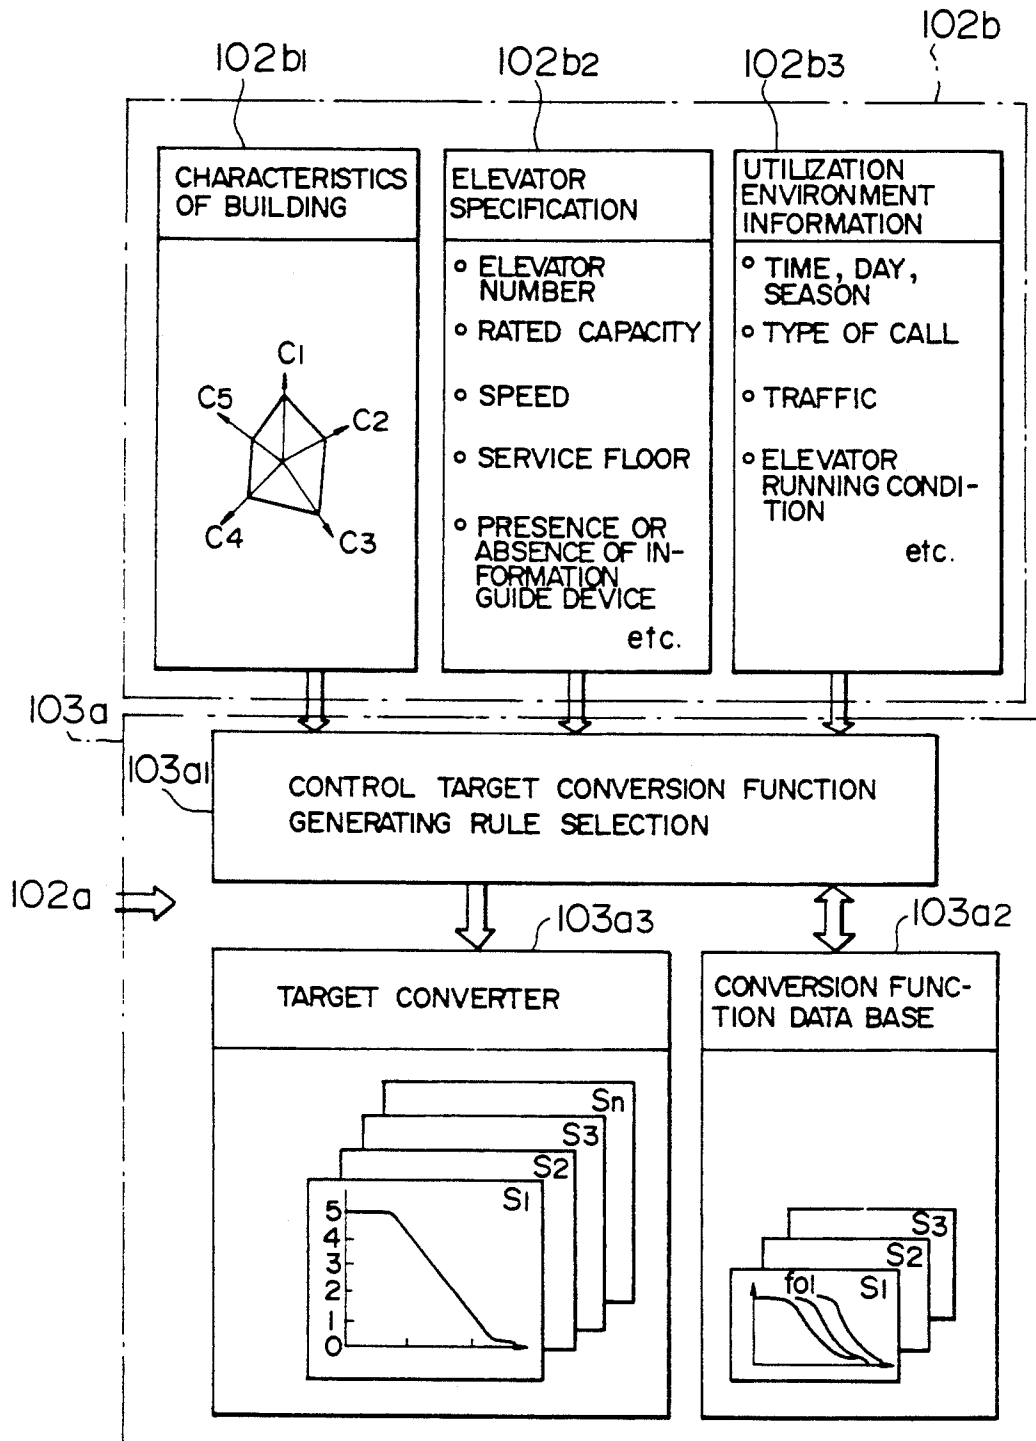 102b
102b1
102b2
102b3
CHARACTERISTICS
OF BUILDING
C1
C2
C3
C4
C5
ELEVATOR
SPECIFICATION
ELEVATOR
NUMBER
RATED CAPACITY
SPEED
SERVICE FLOOR
PRESENCE OR
ABSENCE OF IN-
FORMATION
GUIDE DEVICE
etc.
UTILIZATION
ENVIRONMENT
INFORMATION
TIME, DAY,
SEASON
TYPE OF CALL
TRAFFIC
ELEVATOR
RUNNING CONDI-
TION
etc.
103a
103a1
CONTROL TARGET CONVERSION FUNCTION
GENERATING RULE SELECTION
102a
103a3
TARGET CONVERTER
Sn
S3
S2
S1
5
4
3
2
1
0
103a2
CONVERSION FUNC-
TION DATA BASE
S3
S2
S1
fo1